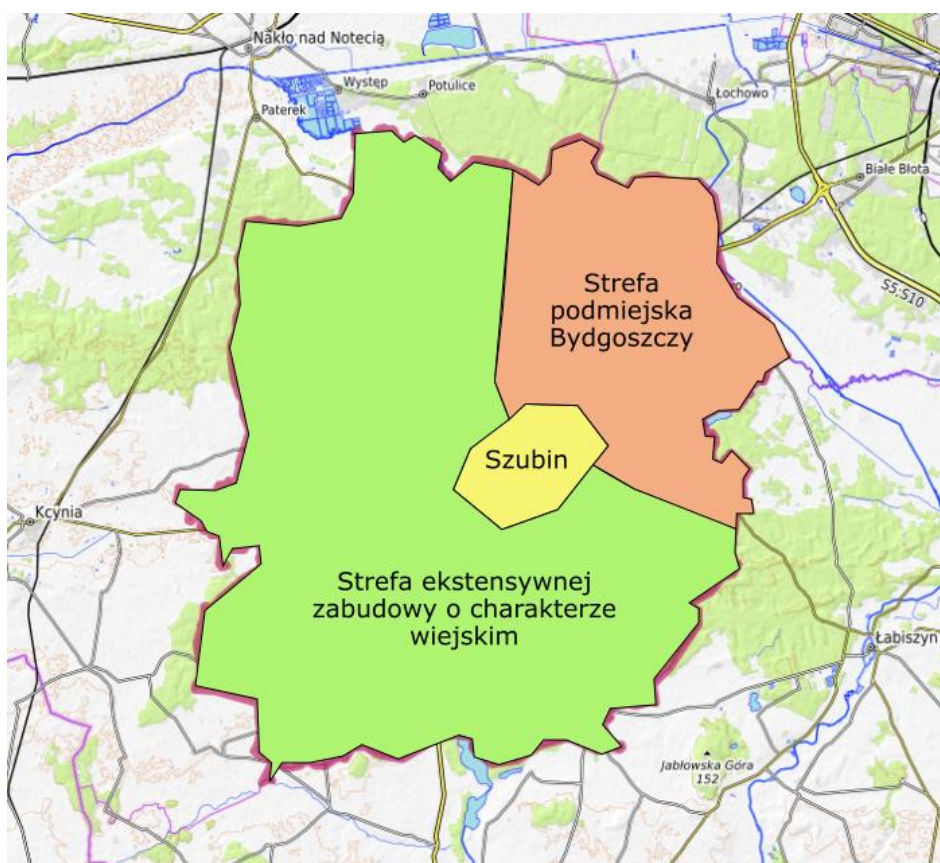 Nakło nad Notecią
Występ
Potulice
Paterek
Łochowo
Białe Błota
S5;S10
Strefa
podmiejska
Bydgoszczy
Szubin
Kcynia
Strefa ekstensywnej
zabudowy o charakterze
wiejskim
Łabiszyn
Jabłowska Góra
152